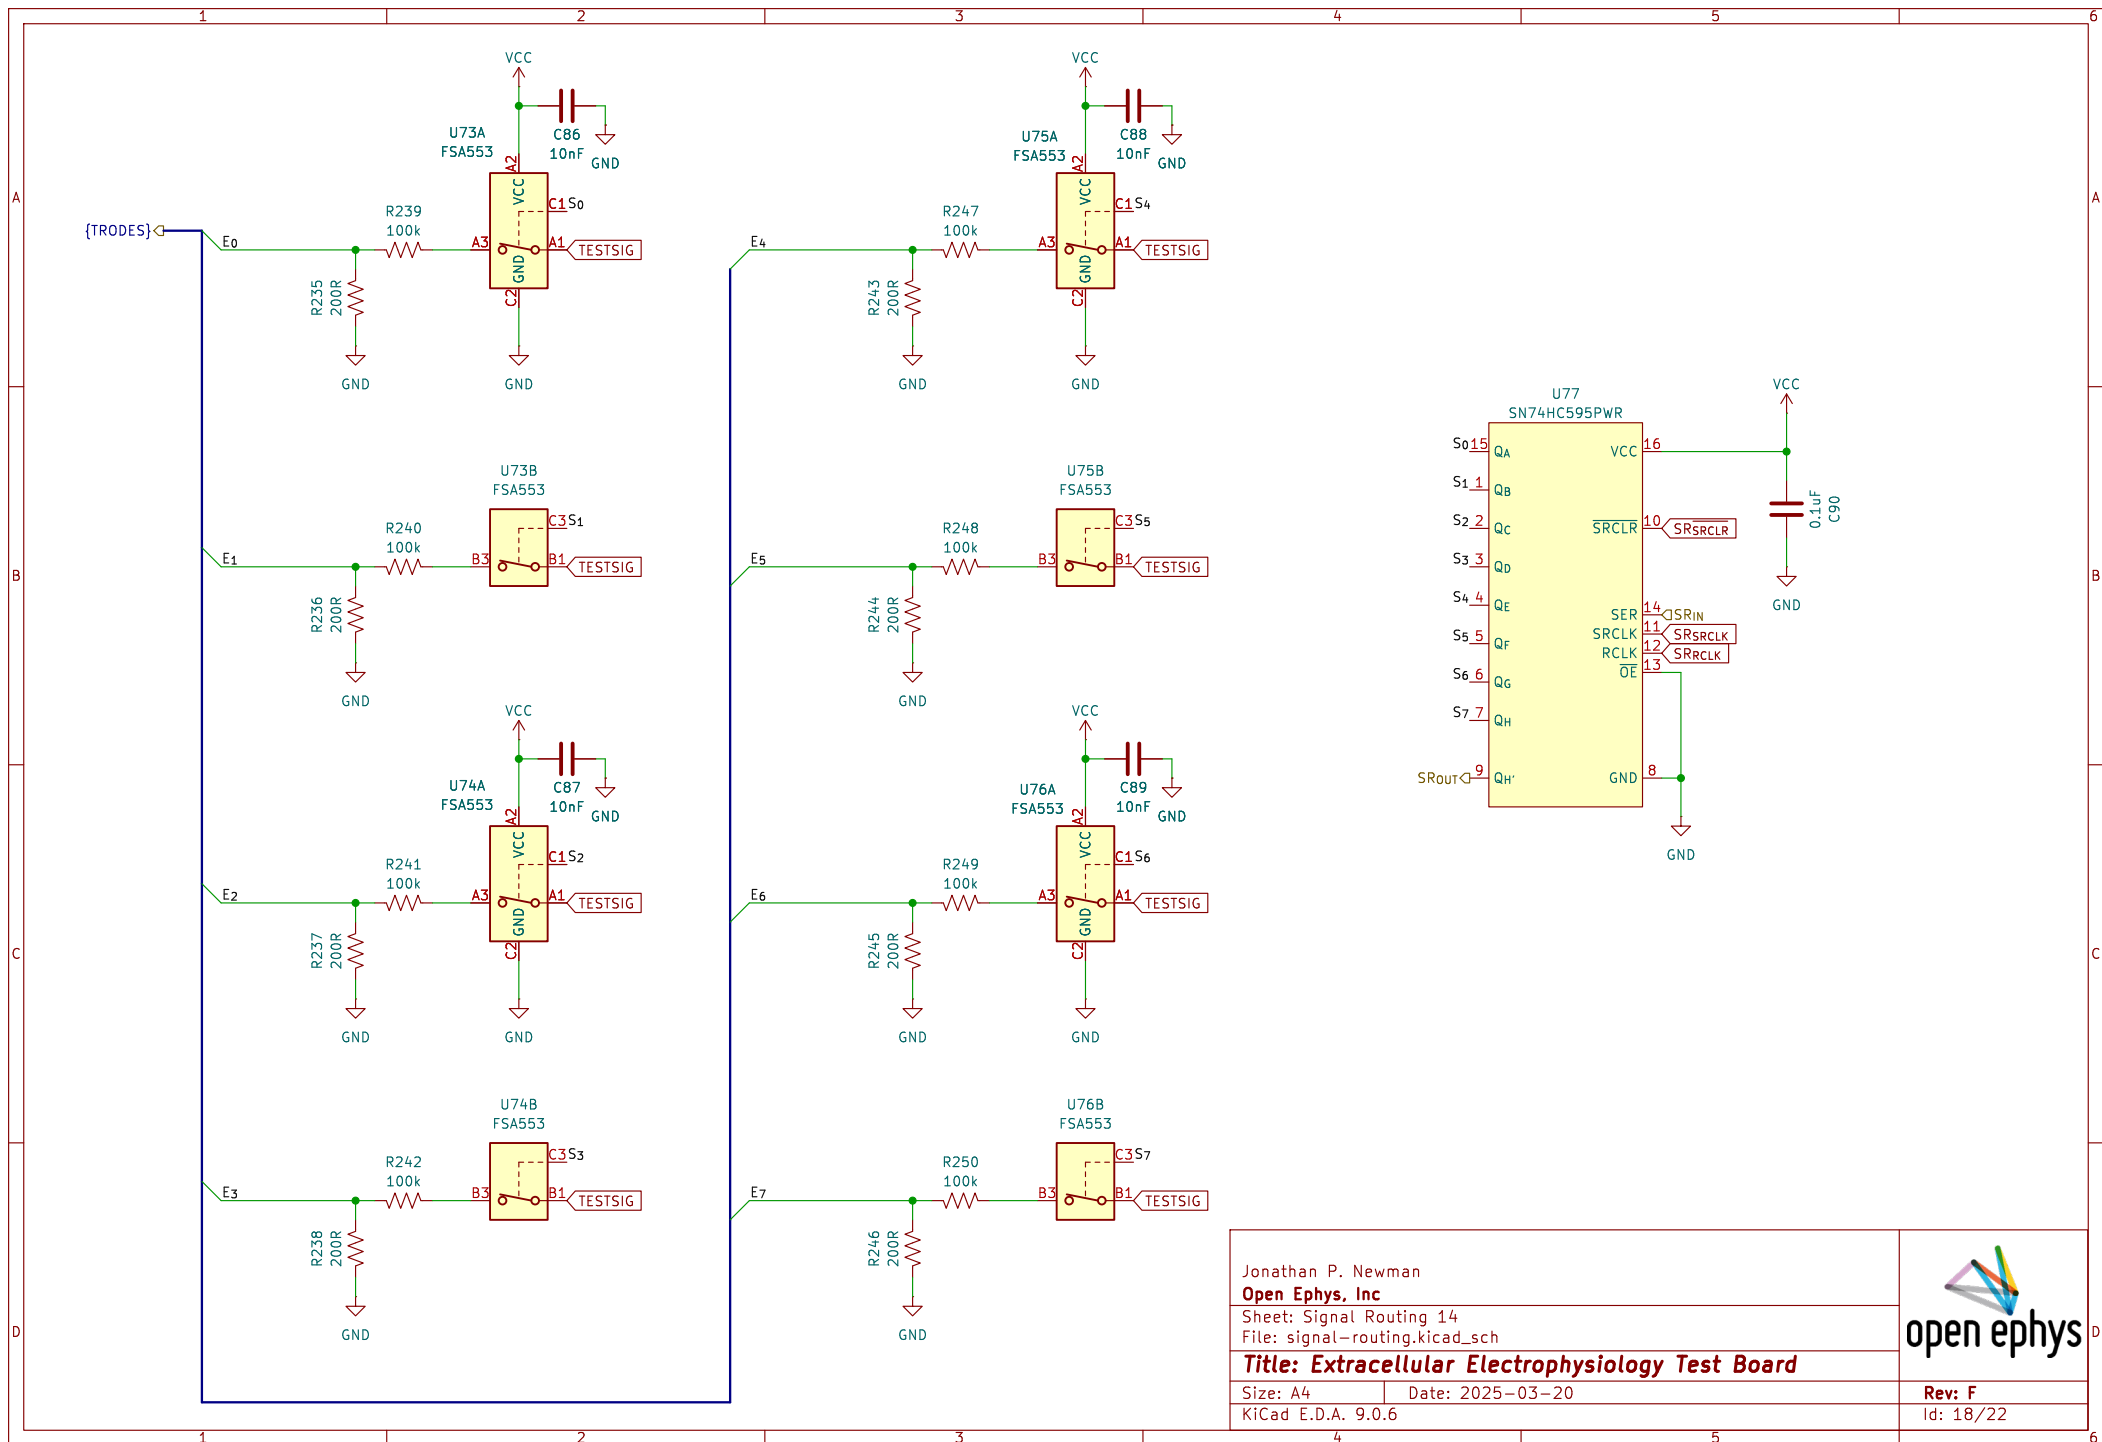 1 2 3 4 5 6
A
B
C
D
A
B
C
D
1 2 3 4 5 6
{TRODES}
VCC
C86
10nF
GND
U73A
FSA553
A2
VCC
C1
S0
E0
R239
100k
A3
A1
TESTSIG
GND
C2
R235
200R
GND
GND
U73B
FSA553
C3
S1
E1
R240
100k
B3
B1
TESTSIG
R236
200R
GND
VCC
C87
10nF
GND
U74A
FSA553
A2
VCC
C1
S2
E2
R241
100k
A3
A1
TESTSIG
GND
C2
R237
200R
GND
GND
U74B
FSA553
C3
S3
E3
R242
100k
B3
B1
TESTSIG
R238
200R
GND
VCC
C88
10nF
GND
U75A
FSA553
A2
VCC
C1
S4
E4
R247
100k
A3
A1
TESTSIG
GND
C2
R243
200R
GND
GND
U75B
FSA553
C3
S5
E5
R248
100k
B3
B1
TESTSIG
R244
200R
GND
VCC
C89
10nF
GND
U76A
FSA553
A2
VCC
C1
S6
E6
R249
100k
A3
A1
TESTSIG
GND
C2
R245
200R
GND
GND
U76B
FSA553
C3
S7
E7
R250
100k
B3
B1
TESTSIG
R246
200R
GND
U77
SN74HC595PWR
S0 15 QA
S1 1 QB
S2 2 QC
S3 3 QD
S4 4 QE
S5 5 QF
S6 6 QG
S7 7 QH
SROUT 9 QH'
VCC 16
SRCLR 10 SRSRCLR
SER 14 SRIN
SRCLK 11 SRSRCLK
RCLK 12 SRRCLK
OE 13
GND 8
GND
VCC
0.1uF
C90
GND
Jonathan P. Newman
Open Ephys, Inc
Sheet: Signal Routing 14
File: signal-routing.kicad_sch
Title: Extracellular Electrophysiology Test Board
Size: A4 Date: 2025-03-20
Rev: F
KiCad E.D.A. 9.0.6
Id: 18/22
open ephys